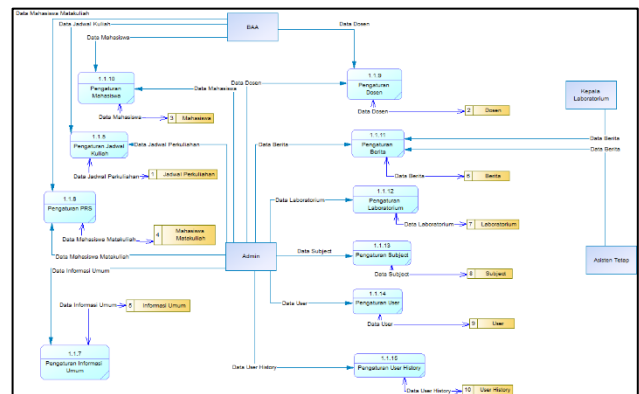 Data Mahasiswa Matakuliah
Data Jadwal Kuliah
Data Mahasiswa
BAA
Data Dosen
1.1.10
Pengaturan
Mahasiswa
Data Mahasiswa
Data Dosen
1.1.9
Pengaturan
Dosen
Kepala
Laboratorium
Data Mahasiswa
3 Mahasiswa
Data Dosen
2 Dosen
Pengaturan Jadwal
Kuliah
Data Jadwal Perkuliahan
Data Berita
1.1.11
Pengaturan
Berita
Data Berita
Data Berita
Data Jadwal Perkuliahan
1 Jadwal Perkuliahan
Data Berita
Berita
Pengaturan PRS
Data Laboratorium
1.1.12
Pengaturan
Laboratorium
Data Mahasiswa Matakuliah
4 Mahasiswa
Matakuliah
Data Laboratorium
7 Laboratorium
Data Mahasiswa Matakuliah
Admin
Data Subject
1.1.13
Pengaturan Subject
Asisten Tetap
Data Informasi Umum
Data Subject
8 Subject
Data User
1.1.14
Pengaturan User
Data Informasi Umum
5 Informasi Umum
Data User
9 User
1.1.7
Pengaturan Informasi
Umum
Data User History
1.1.15
Pengaturan User History
Data User History
10 User History